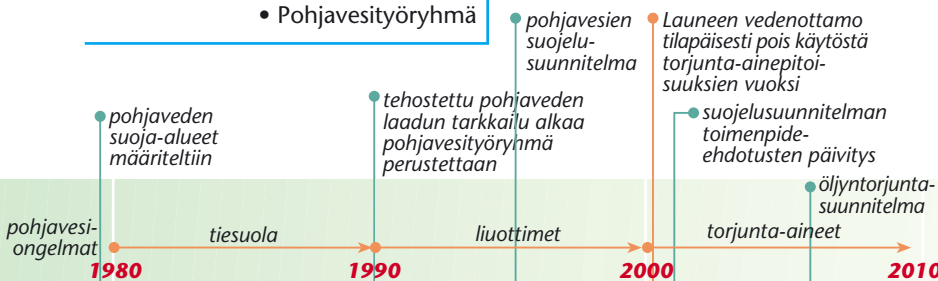 • Pohjavesityöryhmä
pohjaveden
suoja-alueet
määriteltiin
tehostettu pohjaveden
laadun tarkkailu alkaa
pohjavesityöryhmä
perustettaan
pohjavesien
suojelu-
suunnitelma
Launeen vedenottamo
tilapäisesti pois käytöstä
torjunta-ainepitoi-
suuksien vuoksi
suojelusuunnitelman
toimenpide-
ehdotusten päivitys
öljyntorjunta-
suunnitelma
pohjavesi-
ongelmat
tiesuola
liuottimet
torjunta-aineet
1980
1990
2000
2010